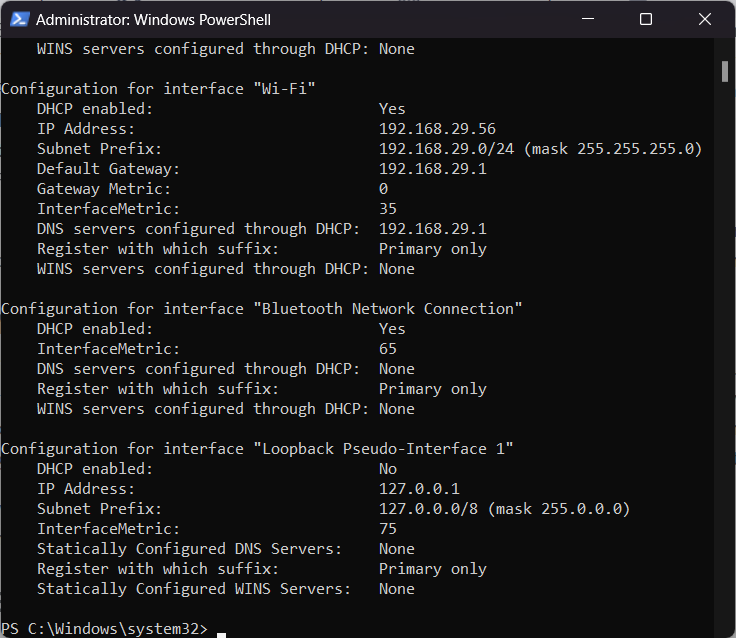 Administrator: Windows PowerShell
WINS servers configured through DHCP: None
Configuration for interface "Wi-Fi"
DHCP enabled: Yes
IP Address: 192.168.29.56
Subnet Prefix: 192.168.29.0/24 (mask 255.255.255.0)
Default Gateway: 192.168.29.1
Gateway Metric: 0
InterfaceMetric: 35
DNS servers configured through DHCP: 192.168.29.1
Register with which suffix: Primary only
WINS servers configured through DHCP: None
Configuration for interface "Bluetooth Network Connection"
DHCP enabled: Yes
InterfaceMetric: 65
DNS servers configured through DHCP: None
Register with which suffix: Primary only
WINS servers configured through DHCP: None
Configuration for interface "Loopback Pseudo-Interface 1"
DHCP enabled: No
IP Address: 127.0.0.1
Subnet Prefix: 127.0.0.0/8 (mask 255.0.0.0)
InterfaceMetric: 75
Statically Configured DNS Servers: None
Register with which suffix: Primary only
Statically Configured WINS Servers: None
PS C:\Windows\system32>